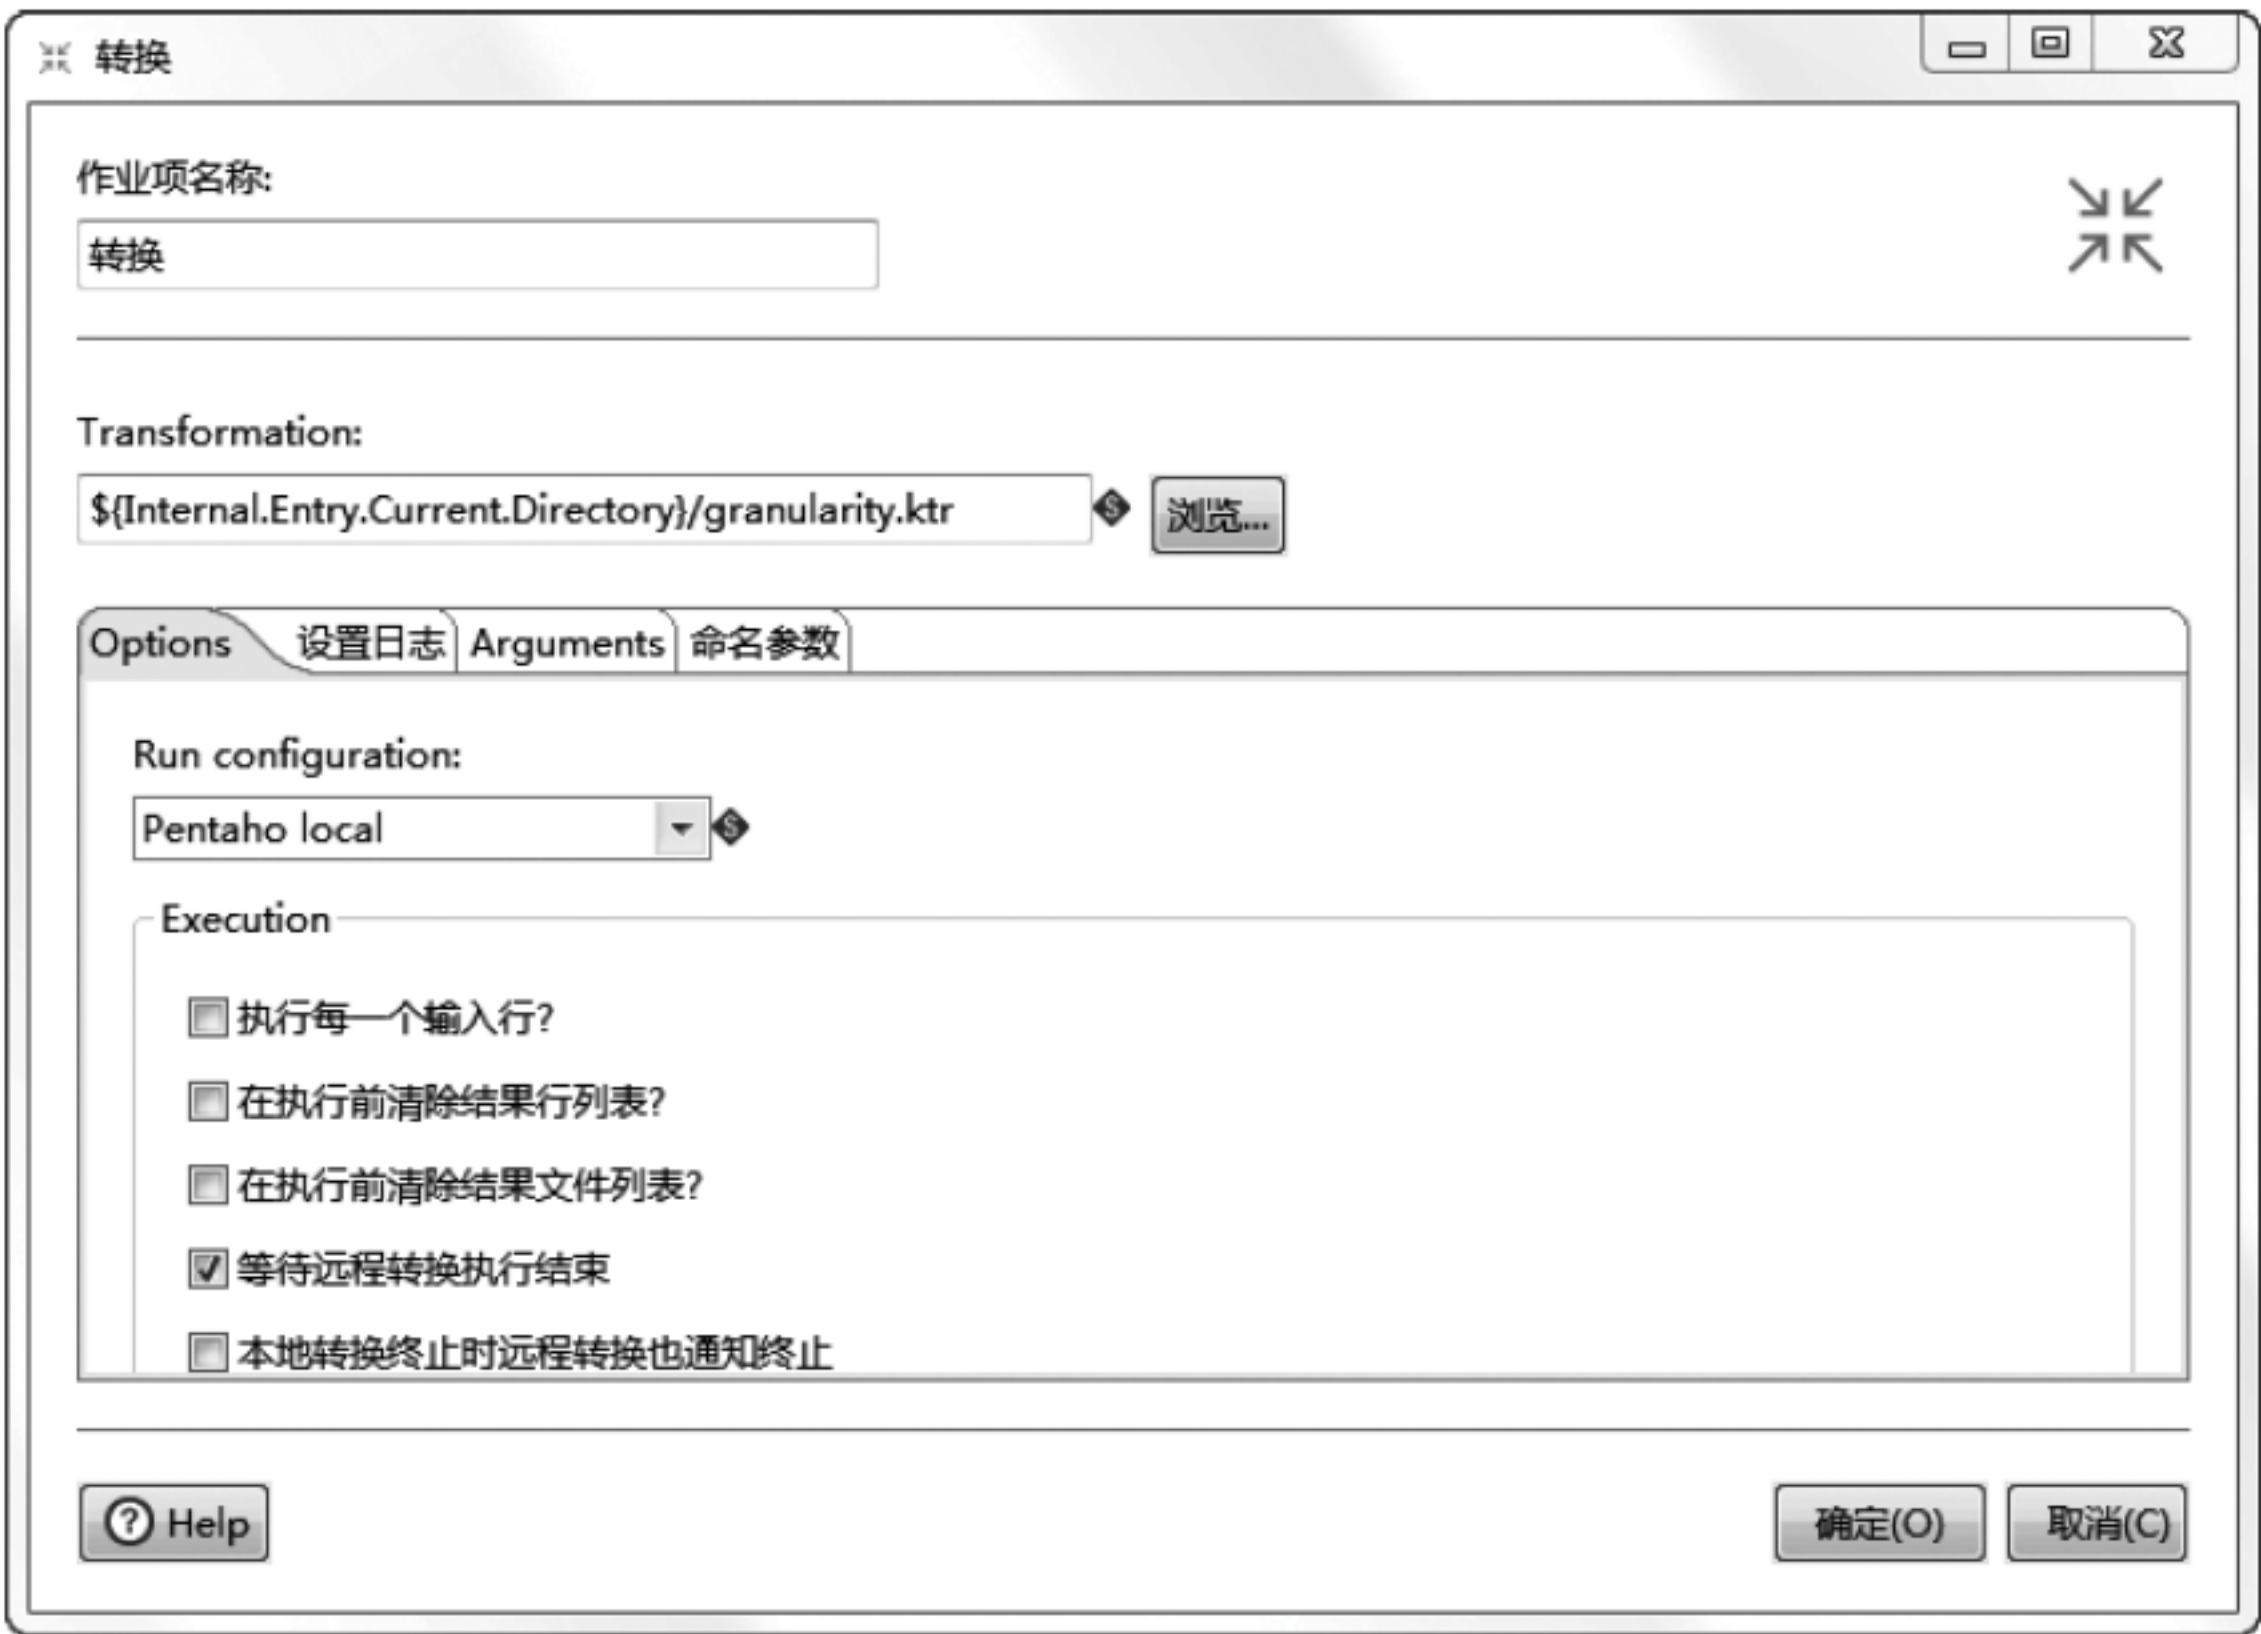 转换
作业项名称:
转换
Transformation:
${Internal.Entry.Current.Directory}/granularity.ktr
浏览...
Options 设置日志 Arguments 命名参数
Run configuration:
Pentaho local
Execution
执行每一个输入行?
在执行前清除结果行列表?
在执行前清除结果文件列表?
等待远程转换执行结束
本地转换终止时远程转换也通知终止
Help 确定(O) 取消(C)